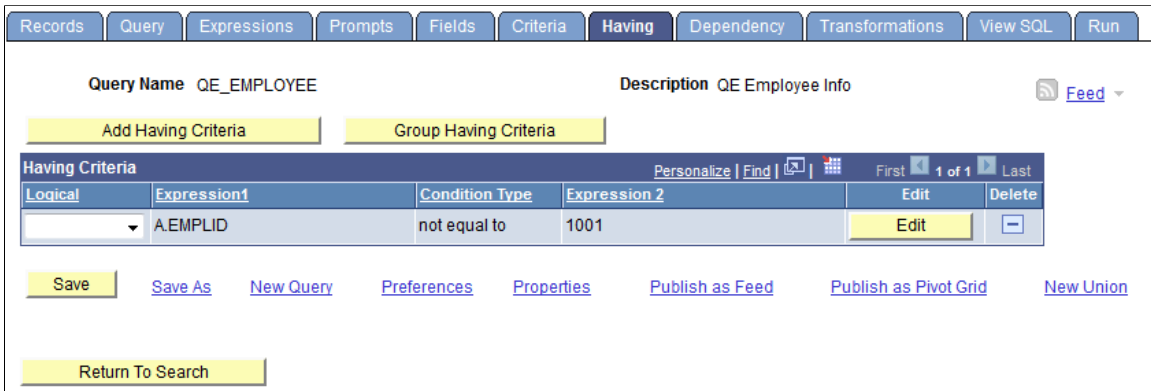 Records Query Expressions Prompts Fields Criteria Having Dependency Transformations View SQL Run
Query Name QE_EMPLOYEE Description QE Employee Info
Feed
Add Having Criteria Group Having Criteria
Having Criteria Personalize | Find | | First 1 of 1 Last
Logical Expression1 Condition Type Expression 2 Edit Delete
A.EMPLID not equal to 1001 Edit
Save Save As New Query Preferences Properties Publish as Feed Publish as Pivot Grid New Union
Return To Search